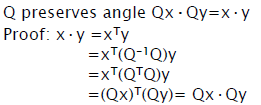 Q preserves angle Qx·Qy=x·y
Proof: x·y =xᵀy
=xᵀ(Q⁻¹Q)y
=xᵀ(QᵀQ)y
=(Qx)ᵀ(Qy)= Qx·Qy